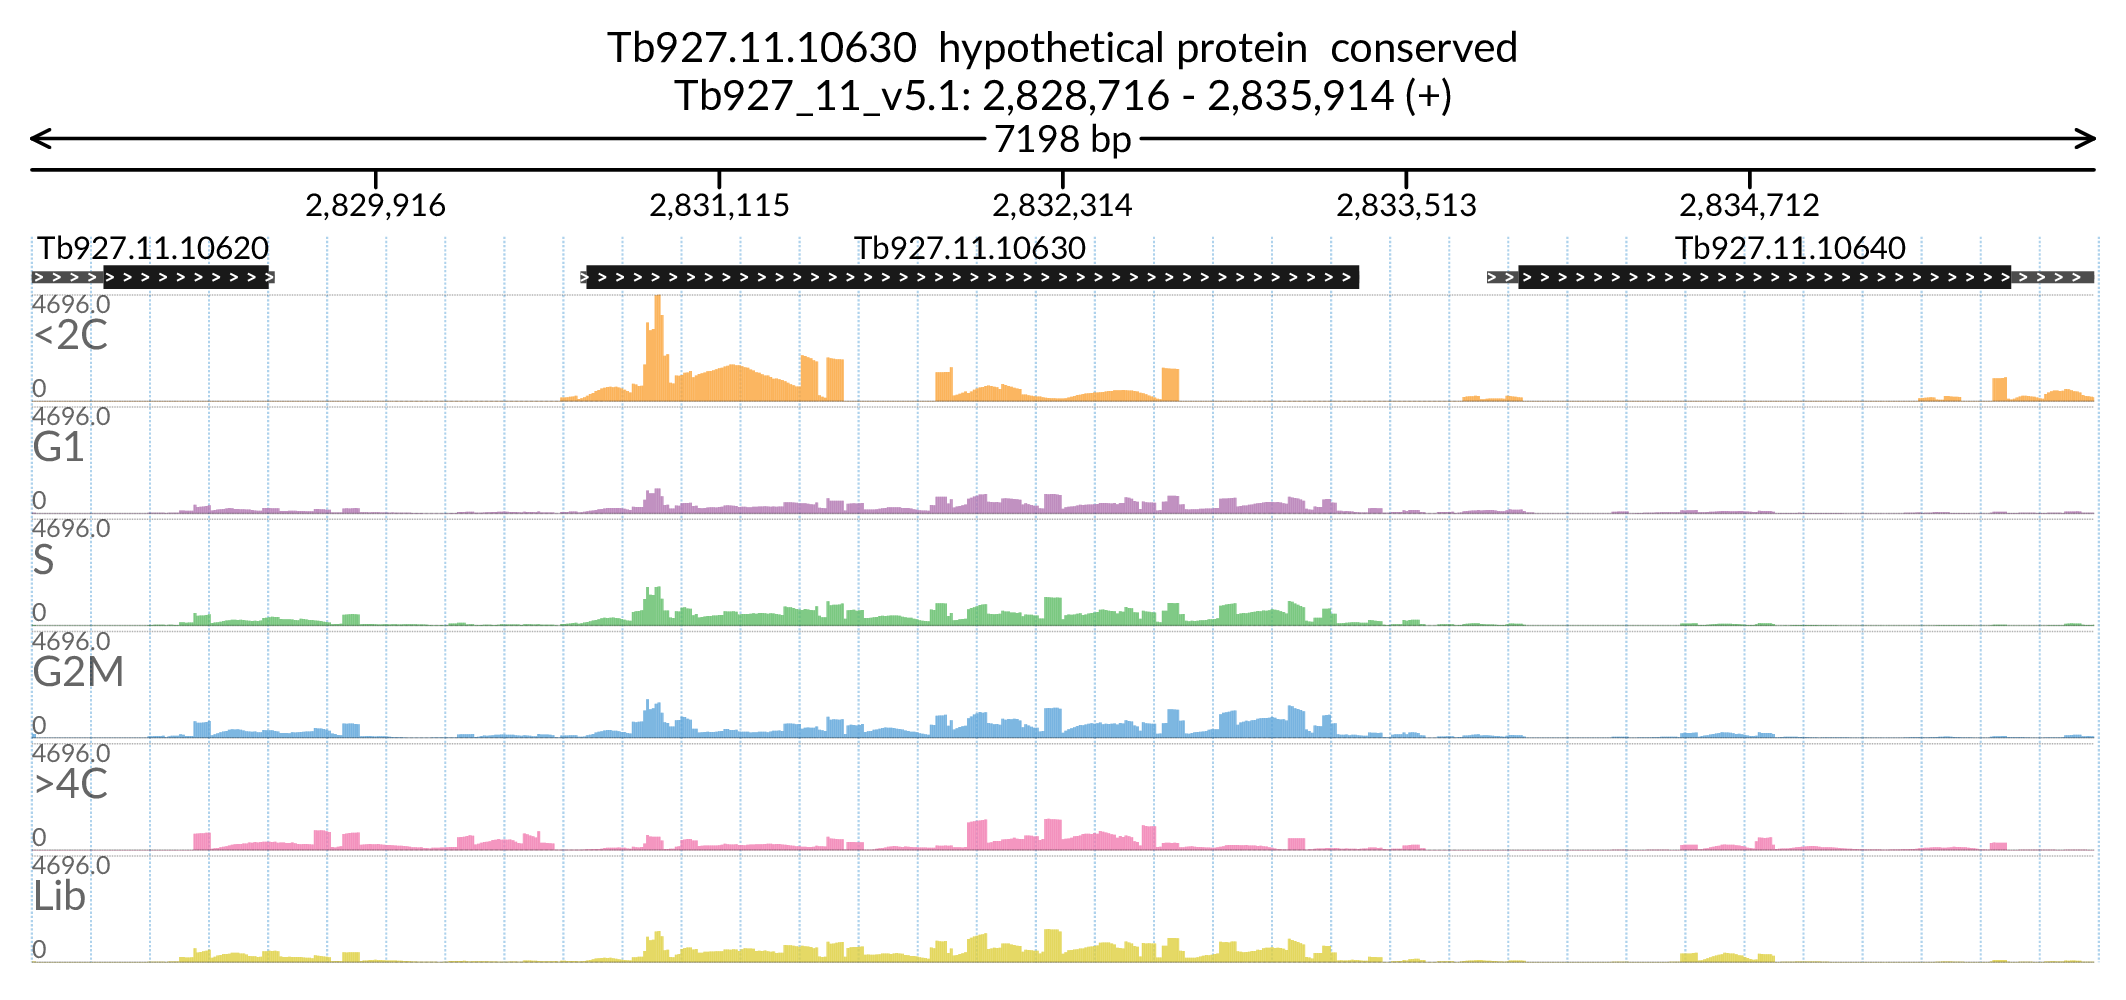 Tb927.11.10630  hypothetical protein  conserved
Tb927_11_v5.1: 2,828,716 - 2,835,914 (+)
7198 bp
2,829,916 2,831,115 2,832,314 2,833,513 2,834,712
Tb927.11.10620 Tb927.11.10630 Tb927.11.10640
4696.0
<2C
0
4696.0
G1
0
4696.0
S
0
4696.0
G2M
0
4696.0
>4C
0
4696.0
Lib
0